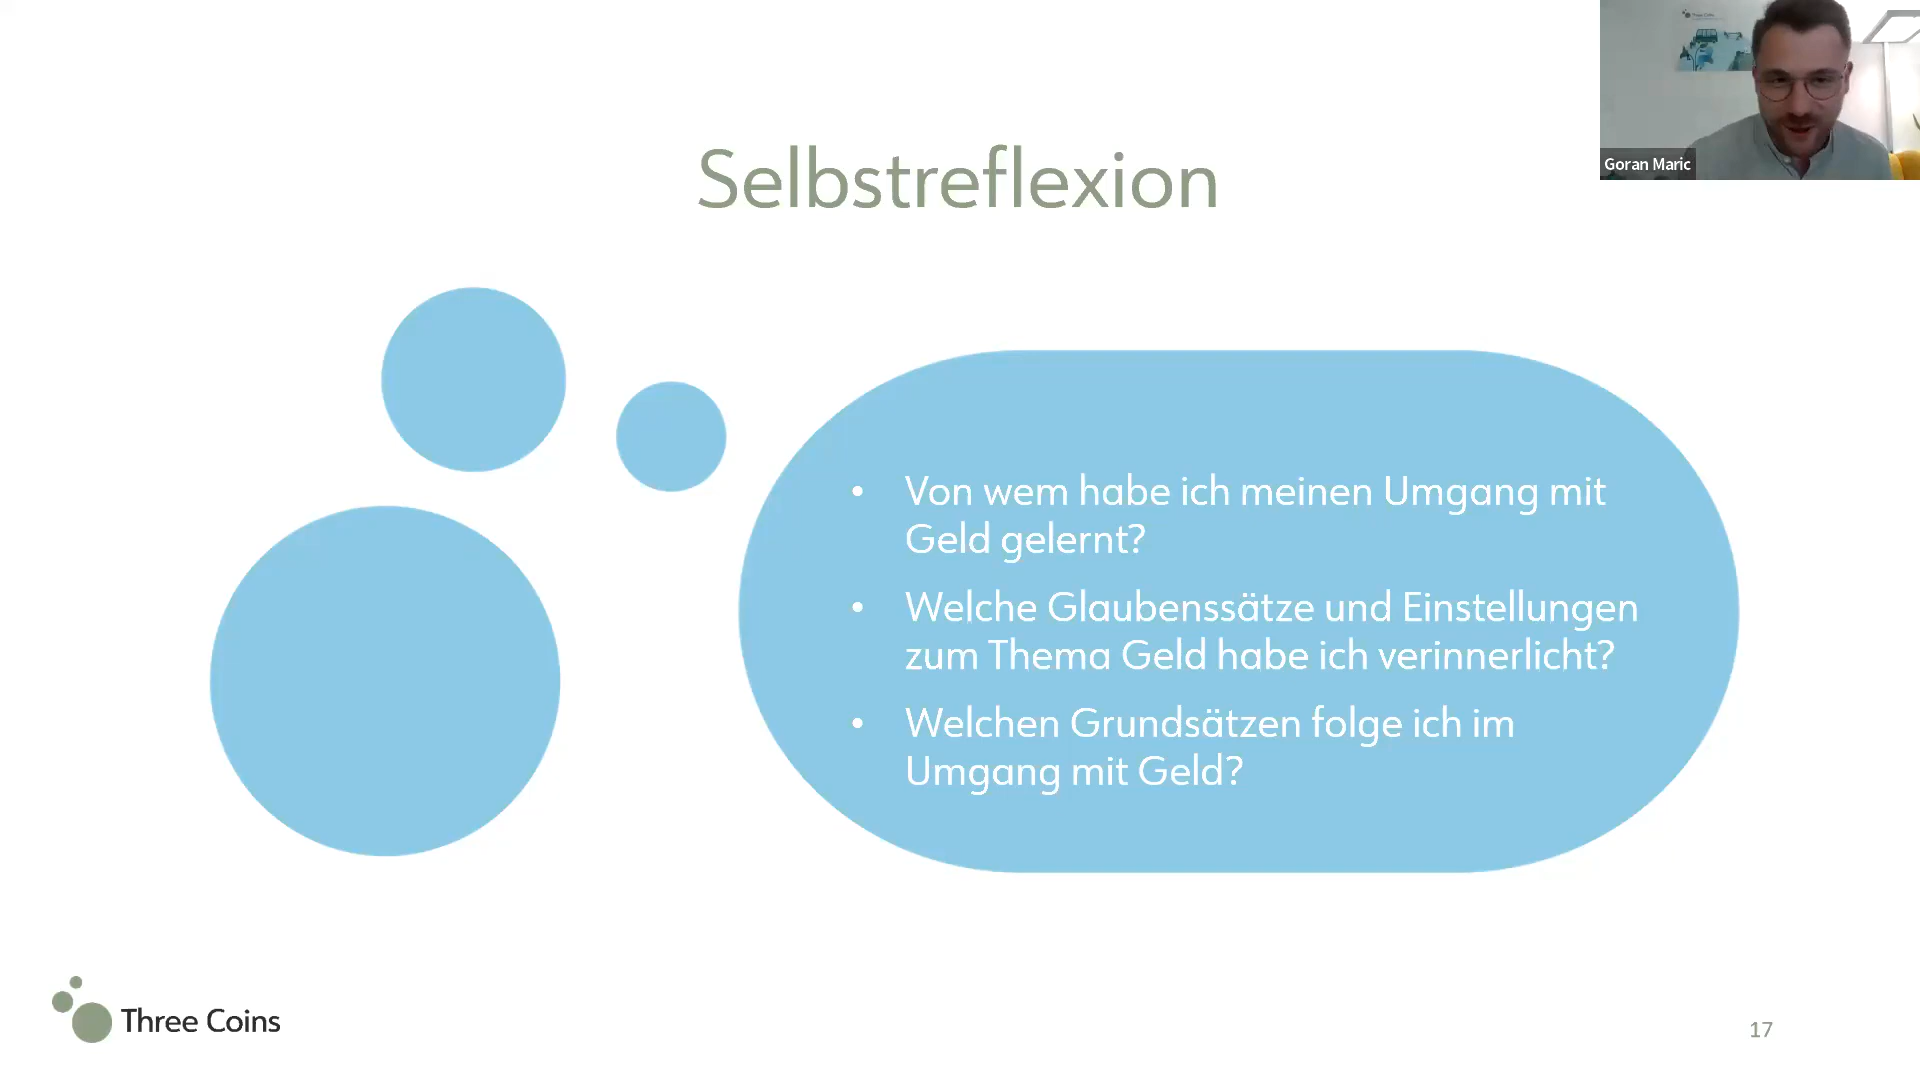 Goran Maric
Selbstreflexion
• Von wem habe ich meinen Umgang mit
Geld gelernt?
• Welche Glaubenssätze und Einstellungen
zum Thema Geld habe ich verinnerlicht?
• Welchen Grundsätzen folge ich im
Umgang mit Geld?
Three Coins
17